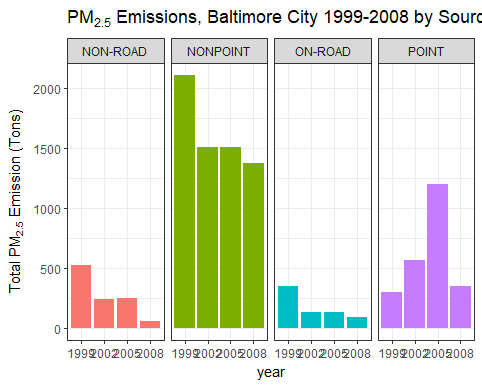 PM2.5 Emissions, Baltimore City 1999-2008 by Sourc
NON-ROAD NONPOINT ON-ROAD POINT
Total PM2.5 Emission (Tons)
2000
1500
1000
500
0
1999 2002 2005 2008 1999 2002 2005 2008 1999 2002 2005 2008 1999 2002 2005 2008
year